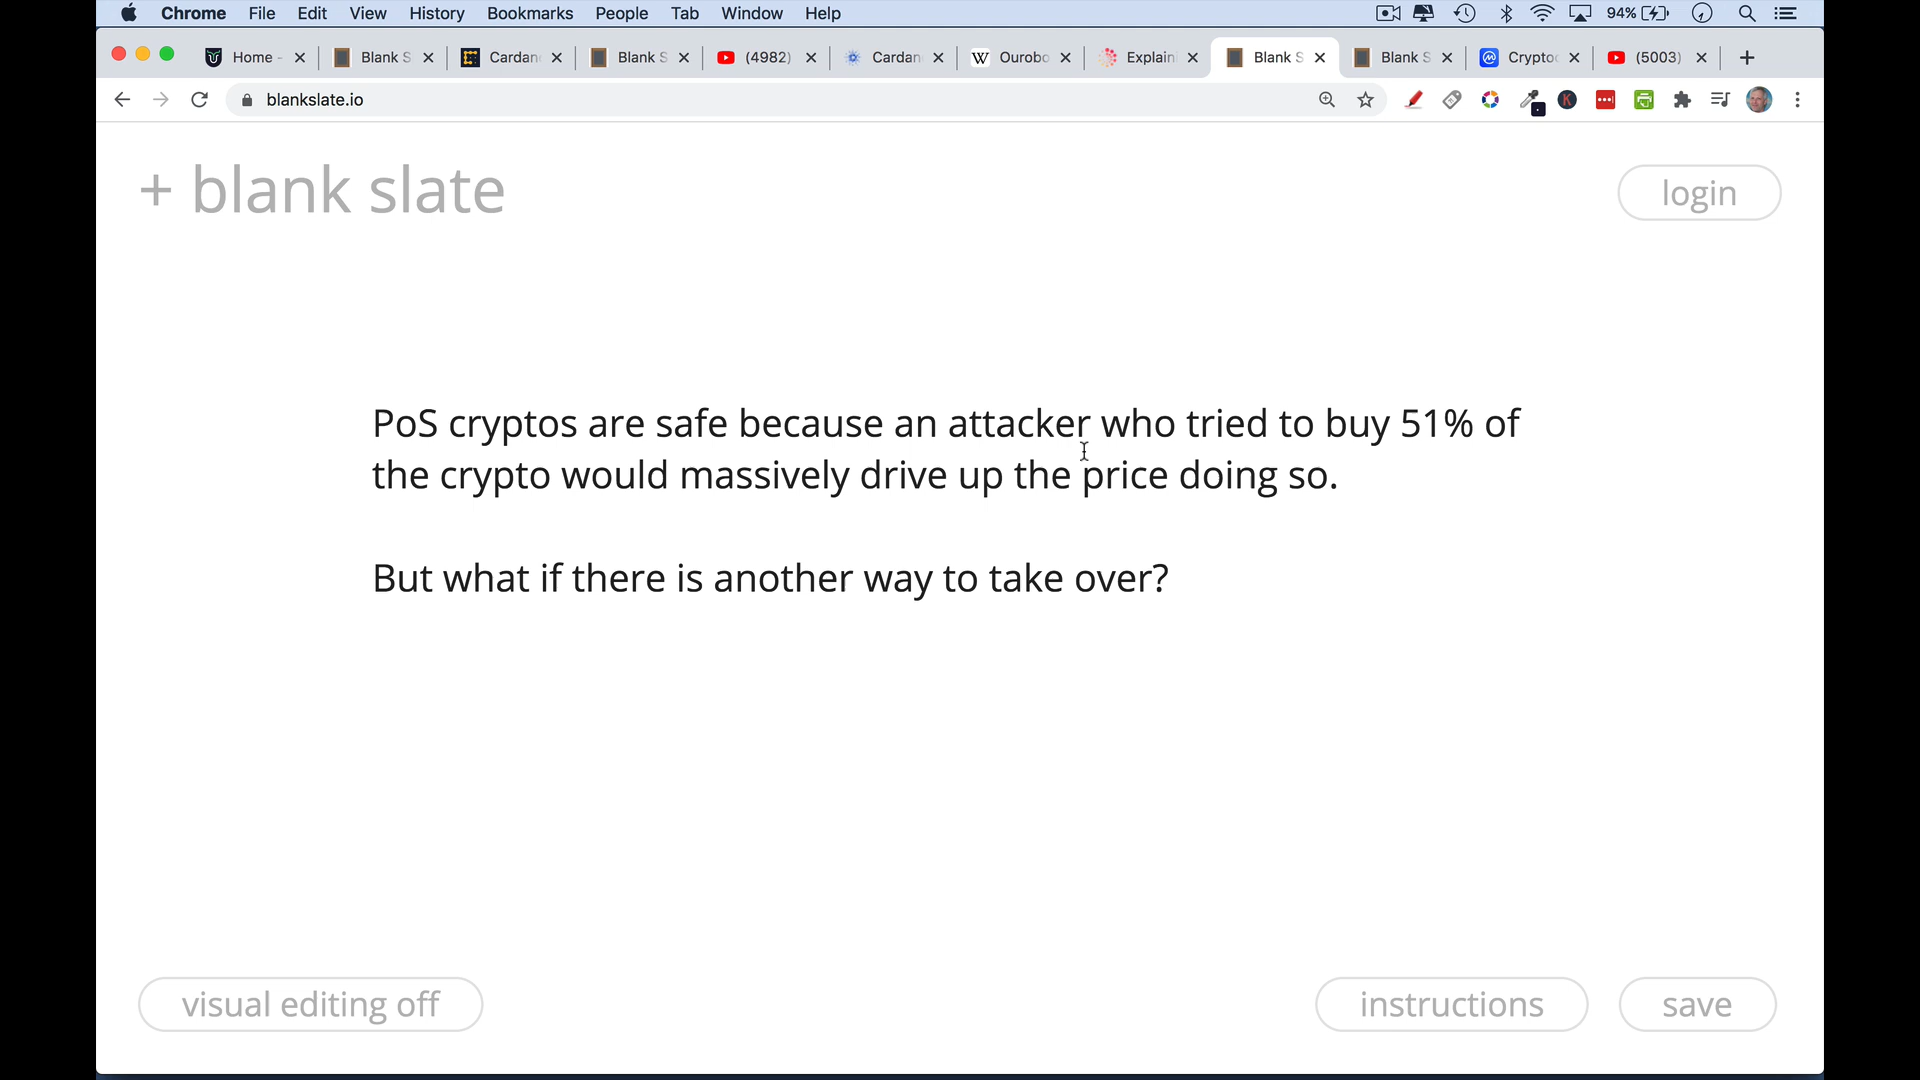 Chrome File Edit View History Bookmarks People Tab Window Help 94%
Home - Blank S Cardan Blank S (4982) Cardan Ourobo Explain Blank S Blank S Crypto (5003)
blankslate.io
+ blank slate
login
PoS cryptos are safe because an attacker who tried to buy 51% of
the crypto would massively drive up the price doing so.
But what if there is another way to take over?
visual editing off
instructions
save